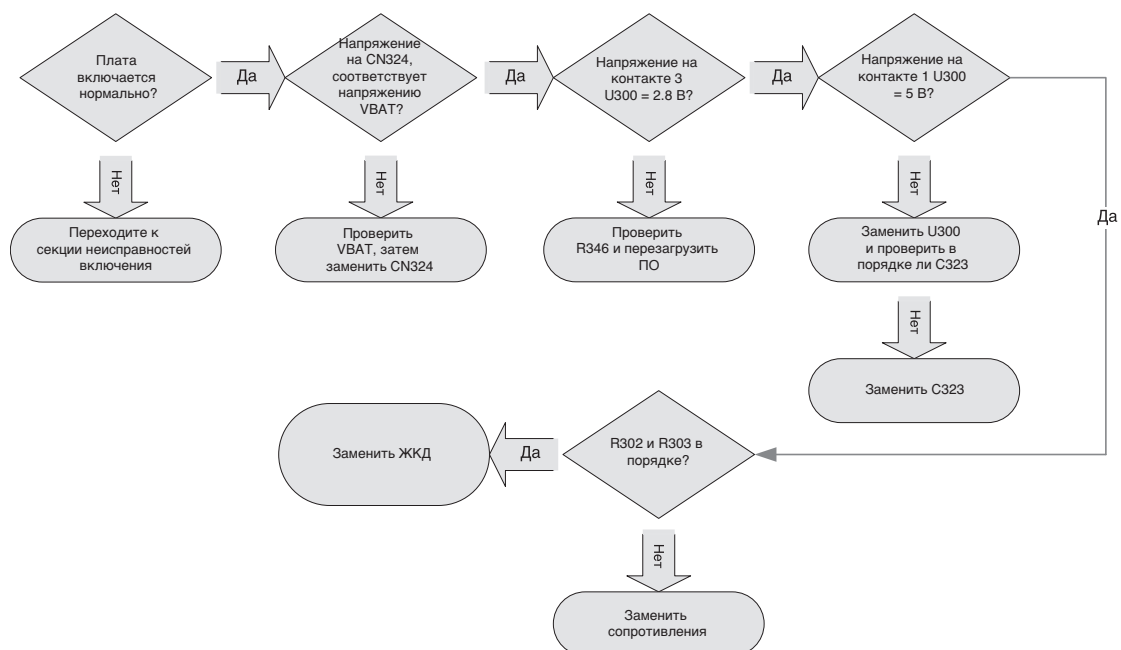 Плата
включается
нормально?
Да
Напряжение
на CN324,
соответствует
напряжению
VBAT?
Да
Напряжение на
контакте 3
U300 = 2.8 В?
Да
Напряжение на
контакте 1 U300
= 5 В?
Нет
Нет
Нет
Нет
Да
Переходите к
секции неисправностей
включения
Проверить
VBAT, затем
заменить CN324
Проверить
R346 и перезагрузить
ПО
Заменить U300
и проверить в
порядке ли C323
Нет
Заменить C323
Заменить ЖКД
Да
R302 и R303 в
порядке?
Нет
Заменить
сопротивления